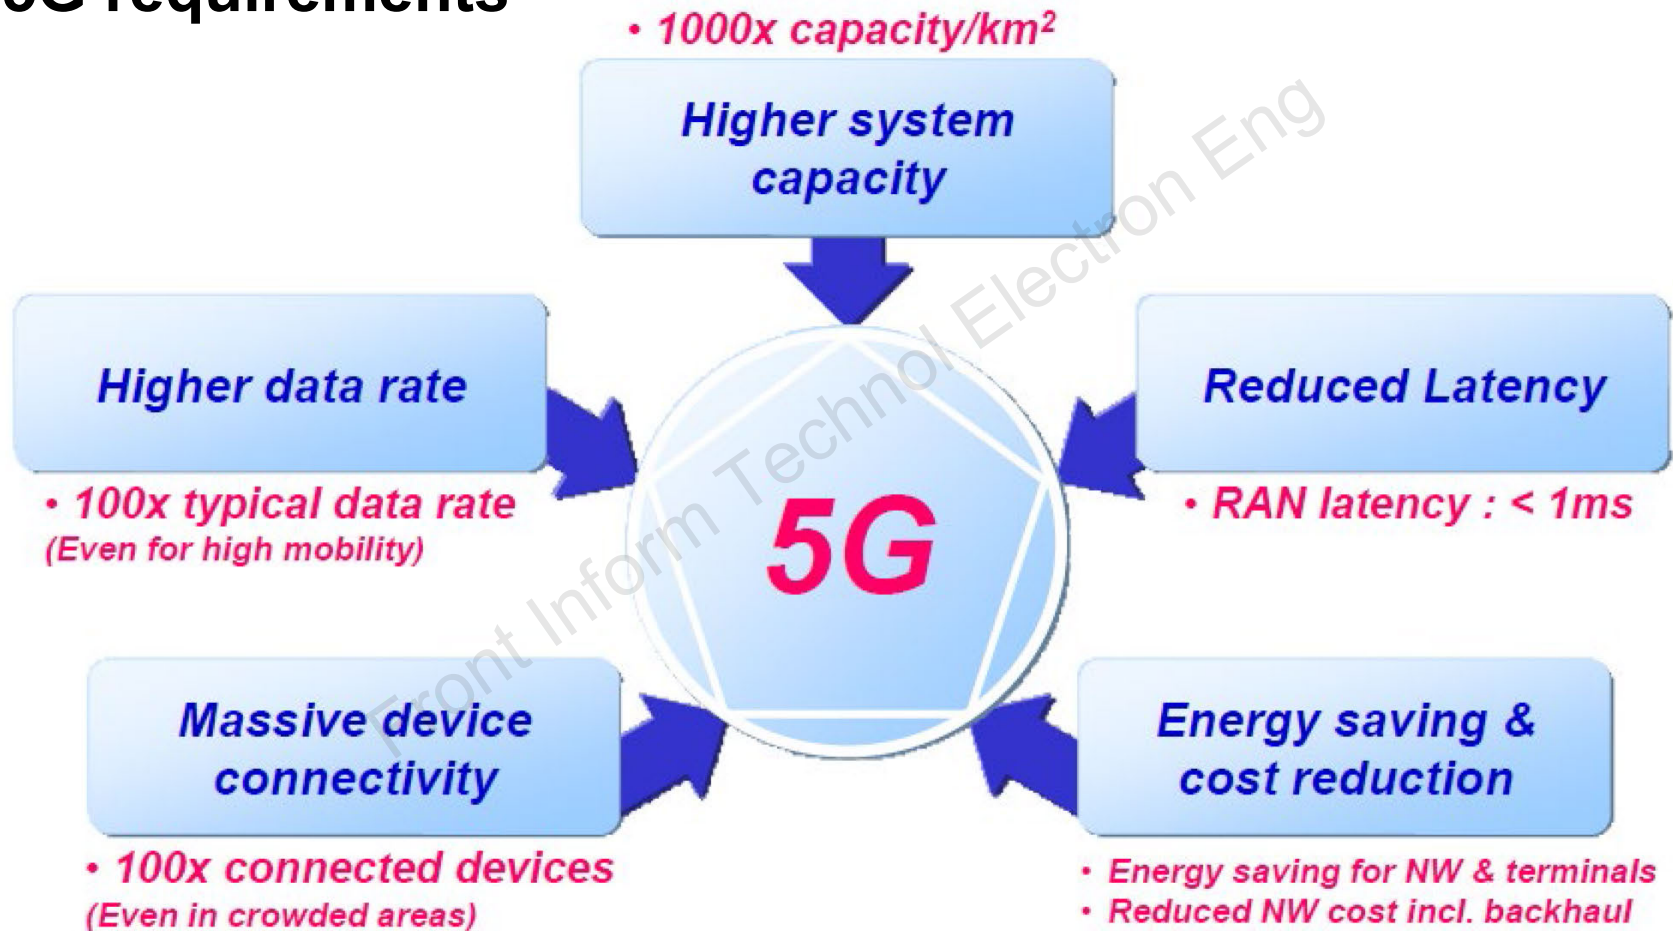 5G requirements
• 1000x capacity/km²
Higher system
capacity
Higher data rate
• 100x typical data rate
(Even for high mobility)
Reduced Latency
• RAN latency : < 1ms
5G
Massive device
connectivity
• 100x connected devices
(Even in crowded areas)
Energy saving &
cost reduction
• Energy saving for NW & terminals
• Reduced NW cost incl. backhaul
Front Inform Technol Electron Eng